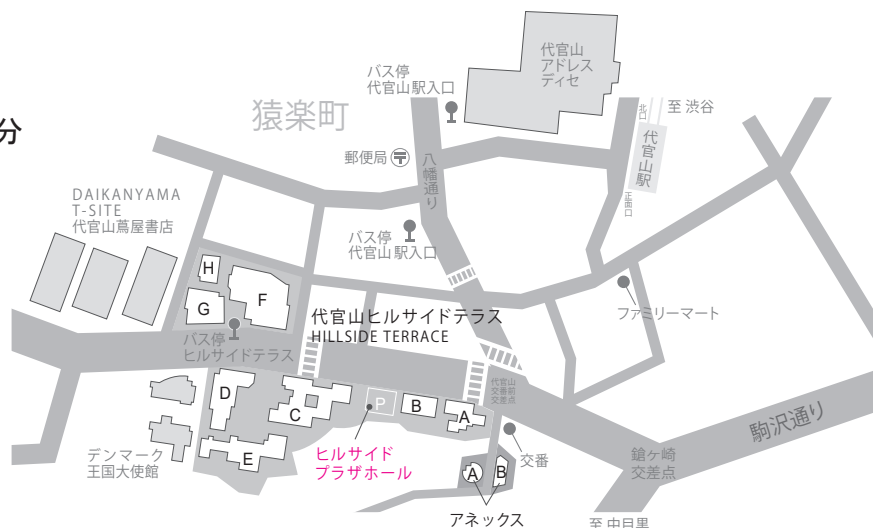 分
猿楽町
バス停
代官山駅入口
代官山
アドレス
ディセ
北口
至 渋谷
代官山駅
正面口
郵便局
八幡通り
DAIKANYAMA
T-SITE
代官山蔦屋書店
バス停
代官山駅入口
H
G
F
バス停
ヒルサイドテラス
代官山ヒルサイドテラス
HILLSIDE TERRACE
ファミリーマート
D
C
P
B
A
E
代官山
交番前
交差点
デンマーク
王国大使館
ヒルサイド
プラザホール
交番
鎗ヶ崎
交差点
駒沢通り
A
B
アネックス
至 中目黒